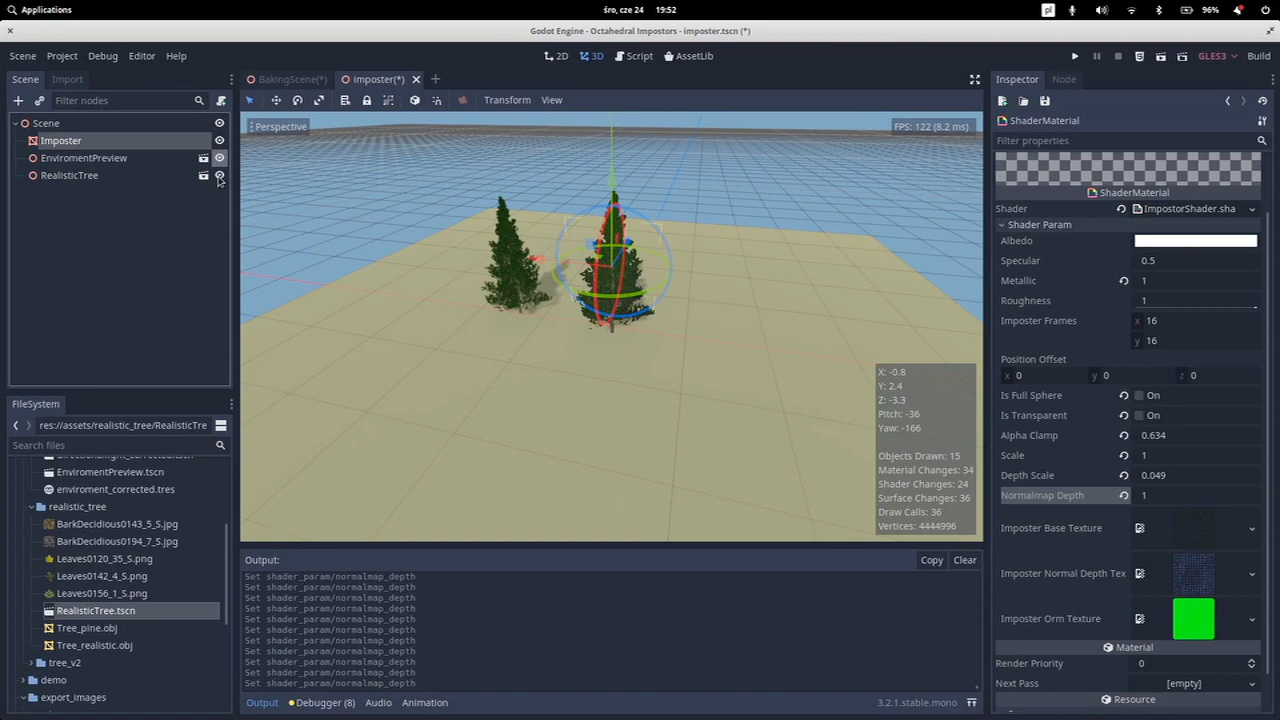 Applications
śro, cze 24 19:52
pl
96%
Godot Engine - Octahedral Impostors - imposter.tscn (*)
Scene Project Debug Editor Help
2D 3D Script AssetLib
GLES3 Build
Scene Import
BakingScene(*) imposter(*)
Inspector Node
Filter nodes
Transform View
ShaderMaterial
Scene
Imposter
EnviromentPreview
RealisticTree
Perspective
FPS: 122 (8.2 ms)
Filter properties
ShaderMaterial
Shader ImpostorShader.sha
Shader Param
Albedo
Specular 0.5
Metallic 1
Roughness 1
Imposter Frames x 16
y 16
Position Offset
x 0 y 0 z 0
Is Full Sphere On
Is Transparent On
Alpha Clamp 0.634
Scale 1
Depth Scale 0.049
Normalmap Depth 1
Imposter Base Texture
Imposter Normal Depth Tex
Imposter Orm Texture
Material
Render Priority 0
Next Pass [empty]
Resource
X: -0.8
Y: 2.4
Z: -3.3
Pitch: -36
Yaw: -166
Objects Drawn: 15
Material Changes: 34
Shader Changes: 24
Surface Changes: 36
Draw Calls: 36
Vertices: 4444996
FileSystem
res://assets/realistic_tree/RealisticTre
Search files
EnviromentPreview.tscn
enviroment_corrected.tres
realistic_tree
BarkDecidious0143_5_S.jpg
BarkDecidious0194_7_S.jpg
Leaves0120_35_S.png
Leaves0142_4_S.png
Leaves0156_1_S.png
RealisticTree.tscn
Tree_pine.obj
Tree_realistic.obj
tree_v2
demo
export_images
Output:
Copy Clear
Set shader_param/normalmap_depth
Set shader_param/normalmap_depth
Set shader_param/normalmap_depth
Set shader_param/normalmap_depth
Set shader_param/normalmap_depth
Set shader_param/normalmap_depth
Set shader_param/normalmap_depth
Set shader_param/normalmap_depth
Set shader_param/normalmap_depth
Set shader_param/normalmap_depth
Set shader_param/normalmap_depth
Output Debugger (8) Audio Animation
3.2.1.stable.mono